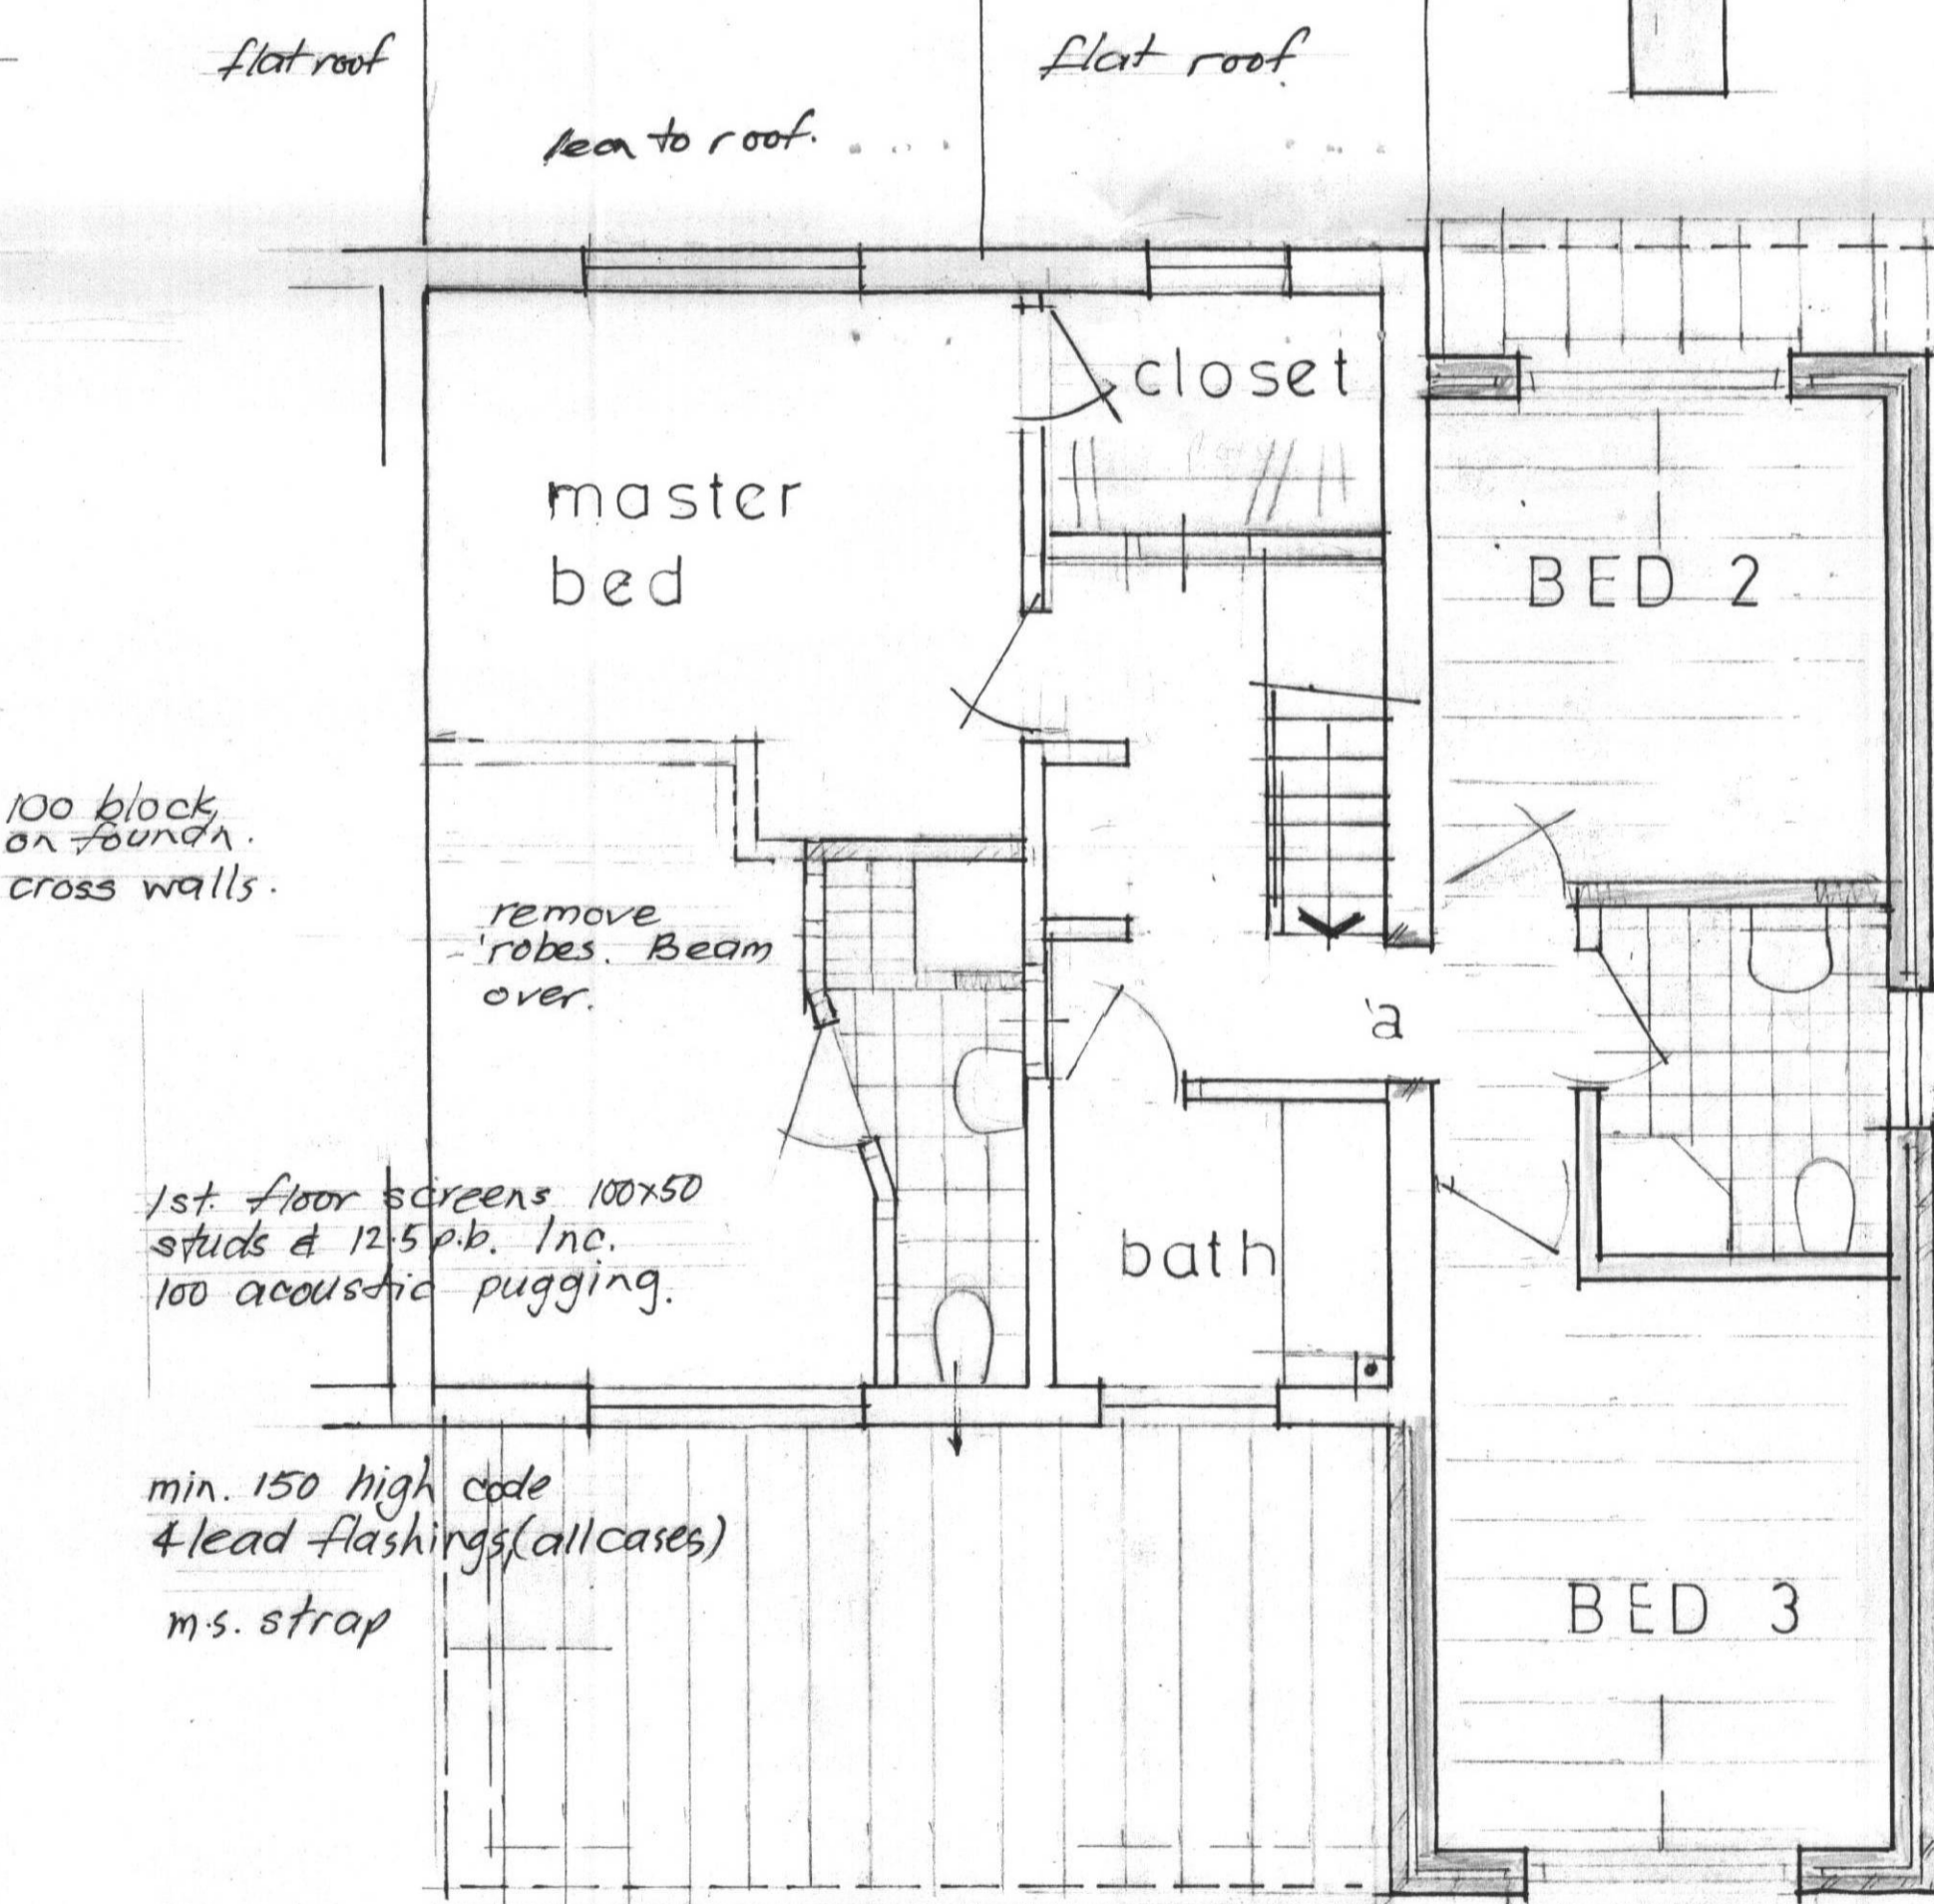 flat roof
flat roof
lean to roof.
closet
master
bed
BED 2
100 block
on foundn.
cross walls.
remove
'robes. Beam
over.
'a
1st. floor screens 100x50
studs & 12.5 p.b. Inc.
100 acoustic pugging.
bath
min. 150 high code
4 lead flashings,(all cases)
m.s. strap
BED 3